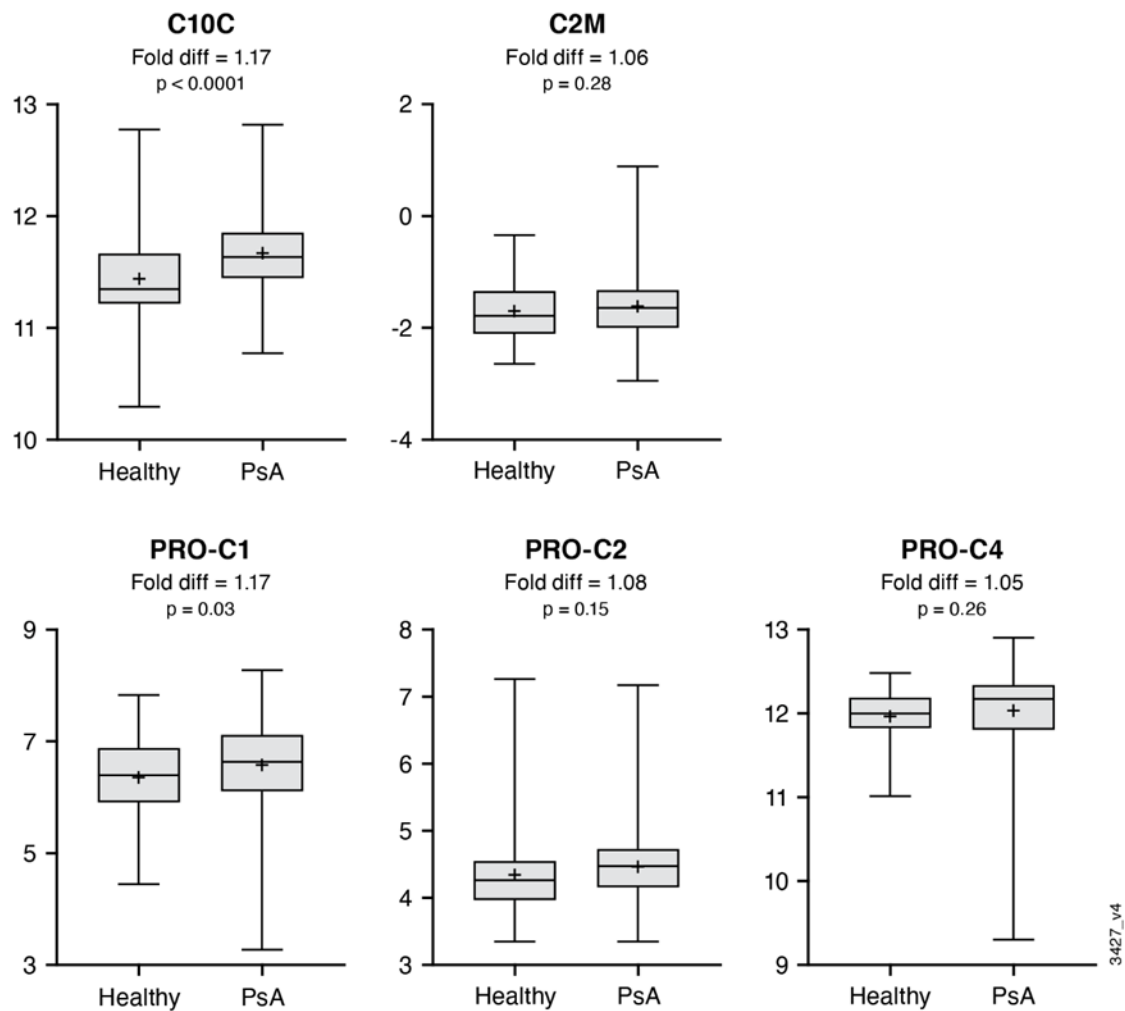 C10C
Fold diff = 1.17
p < 0.0001
13
12
11
10
Healthy PsA
C2M
Fold diff = 1.06
p = 0.28
2
0
-2
-4
Healthy PsA
PRO-C1
Fold diff = 1.17
p = 0.03
9
7
5
3
Healthy PsA
PRO-C2
Fold diff = 1.08
p = 0.15
8
7
6
5
4
3
Healthy PsA
PRO-C4
Fold diff = 1.05
p = 0.26
13
12
11
10
9
Healthy PsA
3427_v4